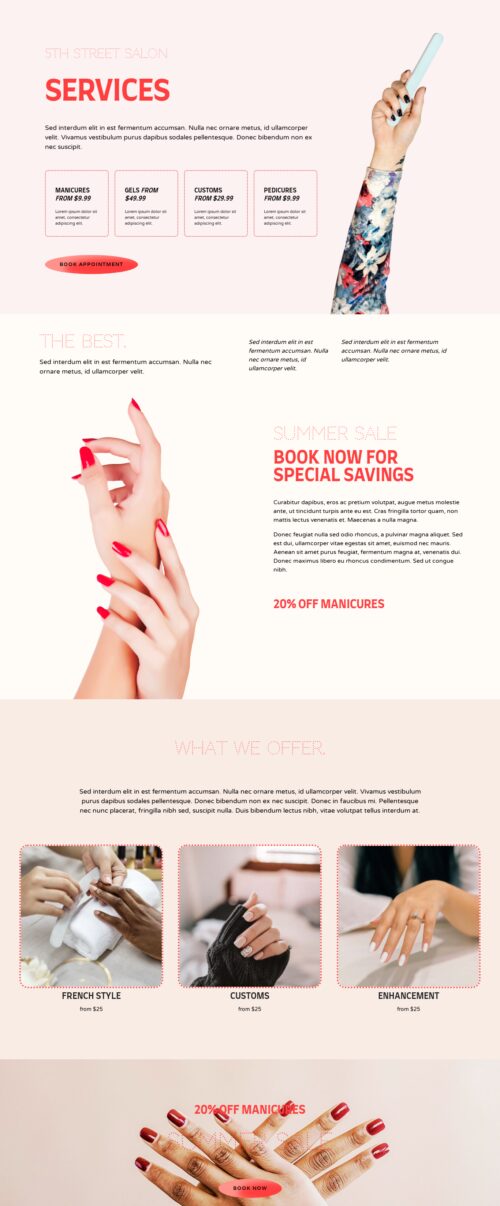 5TH STREET SALON
SERVICES
Sed interdum elit in est fermentum accumsan. Nulla nec ornare metus, id ullamcorper
velit. Vivamus vestibulum purus dapibus sodales pellentesque. Donec bibendum non ex
nec suscipit.
MANICURES
FROM $9.99
Lorem ipsum dolor sit
amet, consectetur
adipiscing elit.
GELS FROM
$49.99
Lorem ipsum dolor sit
amet, consectetur
adipiscing elit.
CUSTOMS
FROM $29.99
Lorem ipsum dolor sit
amet, consectetur
adipiscing elit.
PEDICURES
FROM $9.99
Lorem ipsum dolor sit
amet, consectetur
adipiscing elit.
BOOK APPOINTMENT
THE BEST.
Sed interdum elit in est fermentum accumsan. Nulla nec
ornare metus, id ullamcorper velit.
Sed interdum elit in est
fermentum accumsan. Nulla
nec ornare metus, id
ullamcorper velit.
Sed interdum elit in est fermentum
accumsan. Nulla nec ornare metus, id
ullamcorper velit.
SUMMER SALE
BOOK NOW FOR
SPECIAL SAVINGS
Curabitur dapibus, eros ac pretium volutpat, augue metus molestie
ante, ut tincidunt turpis ante eu est. Cras fringilla tortor quam, non
mattis lectus venenatis et. Maecenas a nulla magna.
Donec feugiat nulla sed odio rhoncus, a pulvinar magna aliquet. Sed
est dui, ullamcorper vitae egestas sit amet, euismod nec mauris.
Aenean sit amet purus feugiat, fermentum magna at, venenatis dui.
Donec maximus libero eu rhoncus condimentum. Sed ut congue
nibh.
20% OFF MANICURES
WHAT WE OFFER.
Sed interdum elit in est fermentum accumsan. Nulla nec ornare metus, id ullamcorper velit. Vivamus vestibulum
purus dapibus sodales pellentesque. Donec bibendum non ex nec suscipit. Donec in faucibus mi. Pellentesque
nec nunc placerat, fringilla nibh sed, suscipit nulla. Duis bibendum lectus nibh, vitae volutpat tellus interdum at.
FRENCH STYLE
from $25
CUSTOMS
from $25
ENHANCEMENT
from $25
20% OFF MANICURES
SUMMER SALE
BOOK NOW